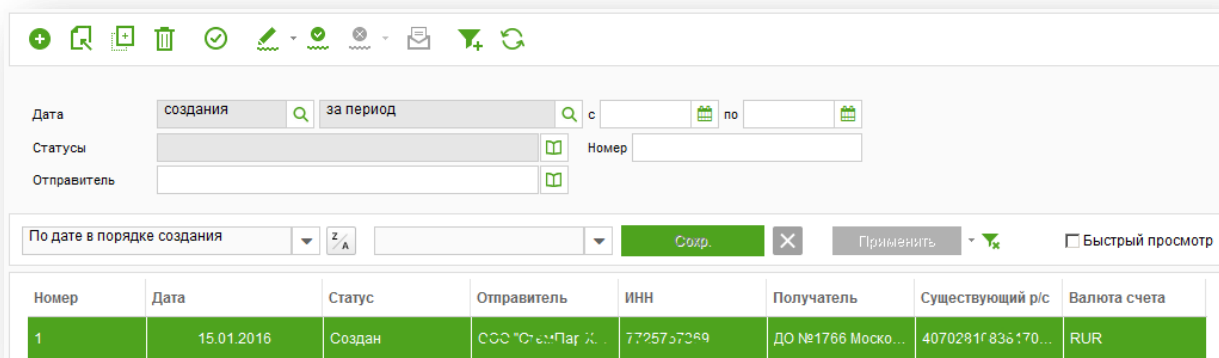 Дата создания за период с по
Статусы Номер
Отправитель
По дате в порядке создания Z/A Сохр. Применить Быстрый просмотр
Номер Дата Статус Отправитель ИНН Получатель Существующий р/с Валюта счета
1 15.01.2016 Создан ООО ДО №1766 Моско... RUR